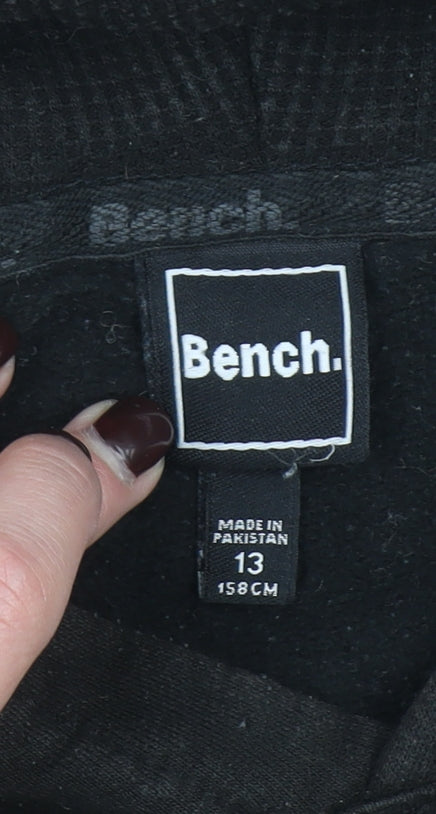 Bench
Bench.
MADE IN
PAKISTAN
13
158CM